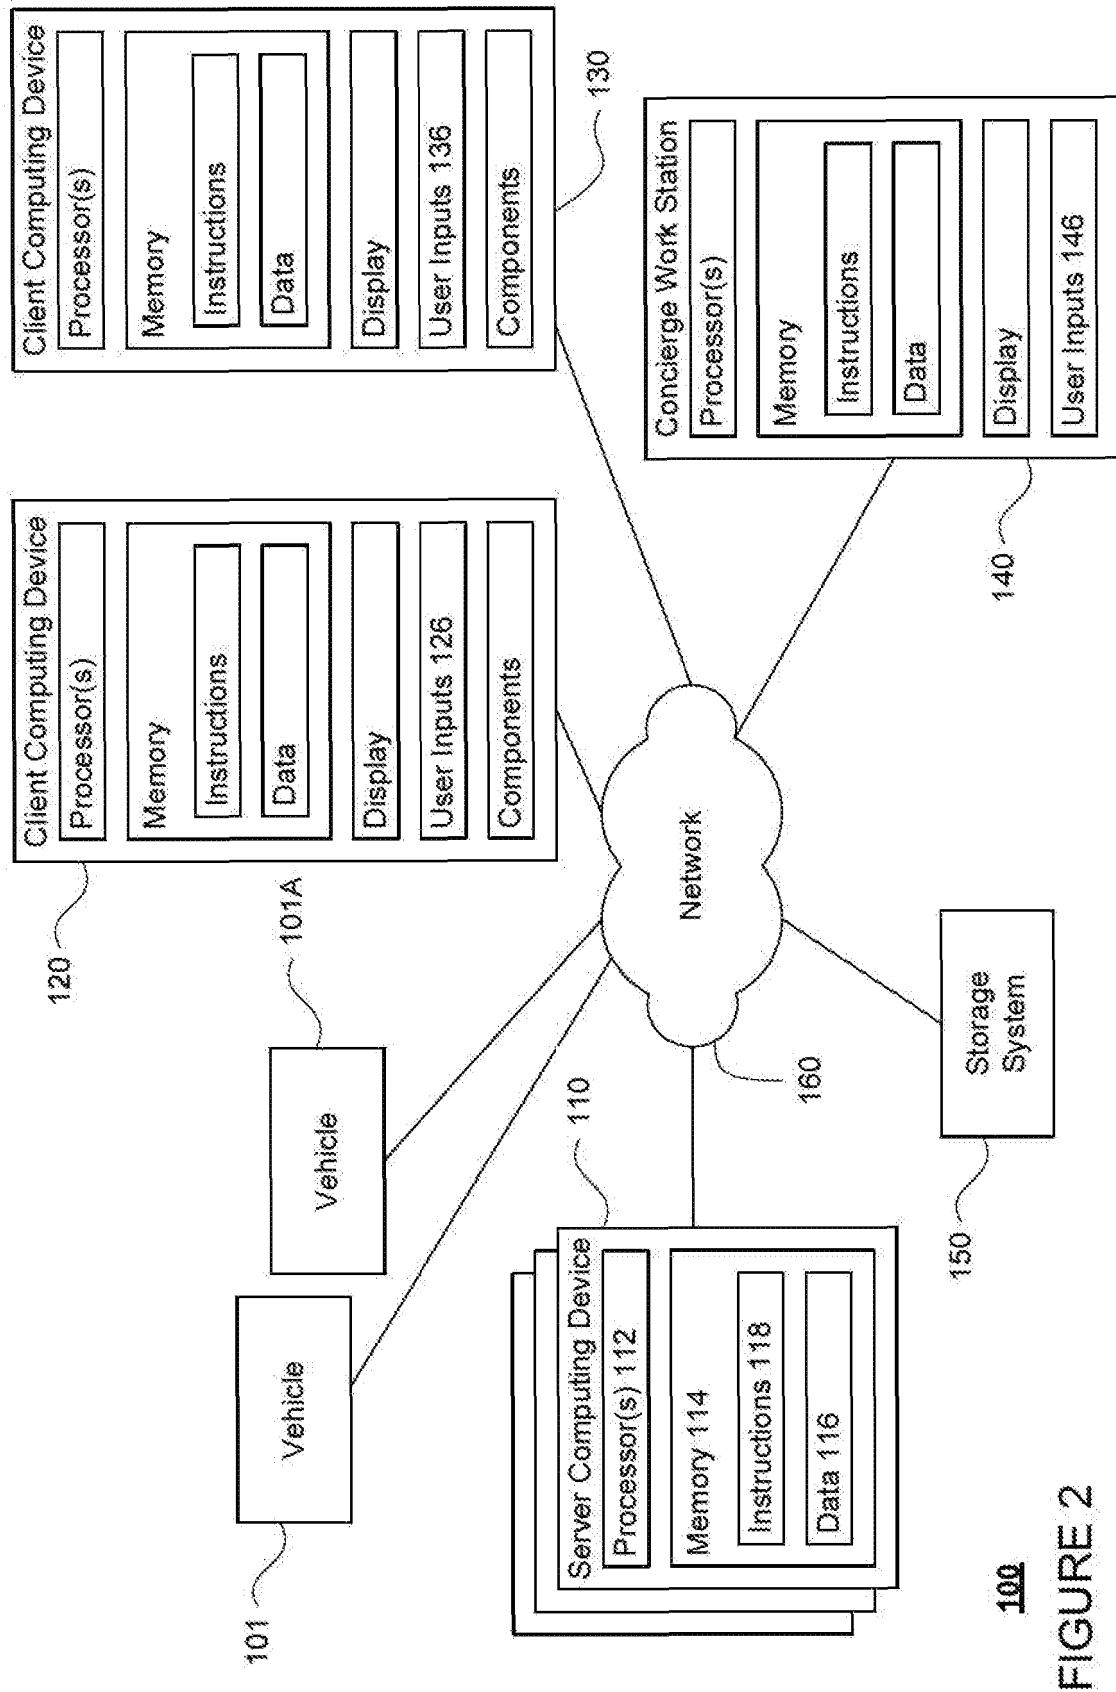 Vehicle
101
Vehicle
101A
120
Client Computing Device
Processor(s)
Memory
Instructions
Data
Display
User Inputs 126
Components
Client Computing Device
Processor(s)
Memory
Instructions
Data
Display
User Inputs 136
Components
130
Server Computing Device
Processor(s) 112
Memory 114
Instructions 118
Data 116
110
Network
160
Storage
System
150
Concierge Work Station
Processor(s)
Memory
Instructions
Data
Display
User Inputs 146
140
100
FIGURE 2